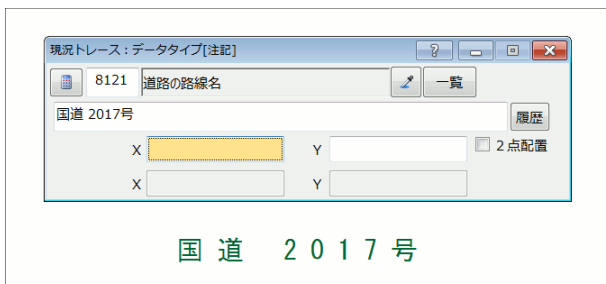 現況トレース：データタイプ[注記]
8121 道路の路線名 一覧
国道 2017号 履歴
X Y 2点配置
X Y
国道　2017号